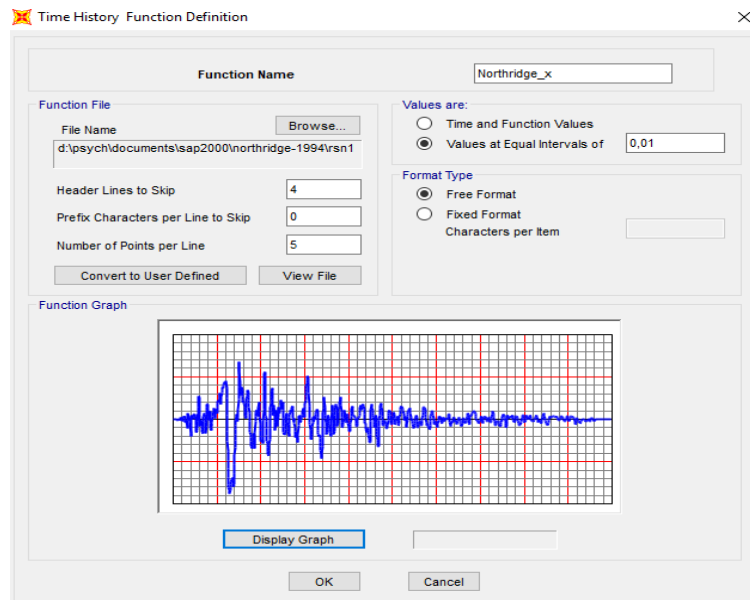 Time History Function Definition
Function Name
Northridge_x
Function File
File Name
Browse...
d:\psych\documents\sap2000\northridge-1994\rsn1
Header Lines to Skip
4
Prefix Characters per Line to Skip
0
Number of Points per Line
5
Convert to User Defined
View File
Values are:
Time and Function Values
Values at Equal Intervals of
0,01
Format Type
Free Format
Fixed Format
Characters per Item
Function Graph
Display Graph
OK
Cancel